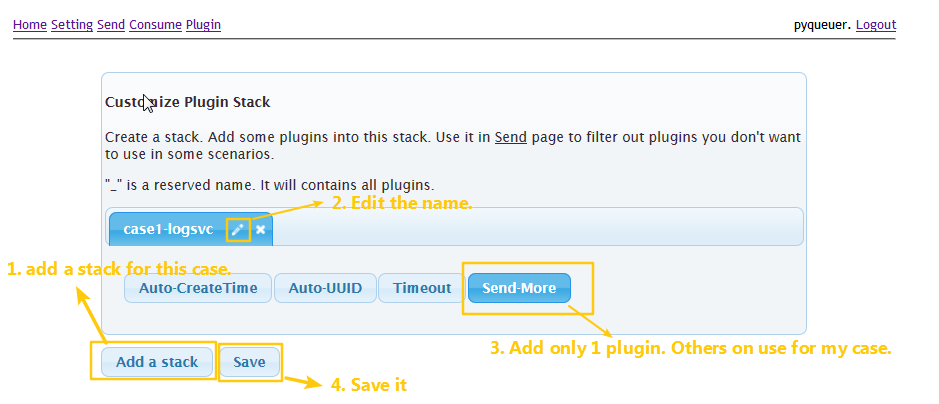 Home Setting Send Consume Plugin pyqueuer. Logout
Customize Plugin Stack
Create a stack. Add some plugins into this stack. Use it in Send page to filter out plugins you don't want
to use in some scenarios.
"_" is a reserved name. It will contains all plugins.
2. Edit the name.
case1-logsvc
1. add a stack for this case.
Auto-CreateTime Auto-UUID Timeout Send-More
3. Add only 1 plugin. Others on use for my case.
Add a stack Save
4. Save it